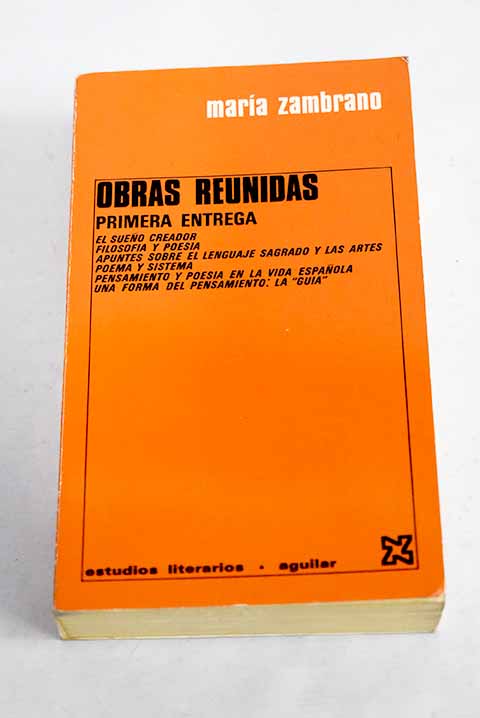 maría zambrano
OBRAS REUNIDAS
PRIMERA ENTREGA
EL SUEÑO CREADOR
FILOSOFIA Y POESIA
APUNTES SOBRE EL LENGUAJE SAGRADO Y LAS ARTES
POEMA Y SISTEMA
PENSAMIENTO Y POESIA EN LA VIDA ESPAÑOLA
UNA FORMA DEL PENSAMIENTO: LA "GUIA"
estudios literarios · aguilar